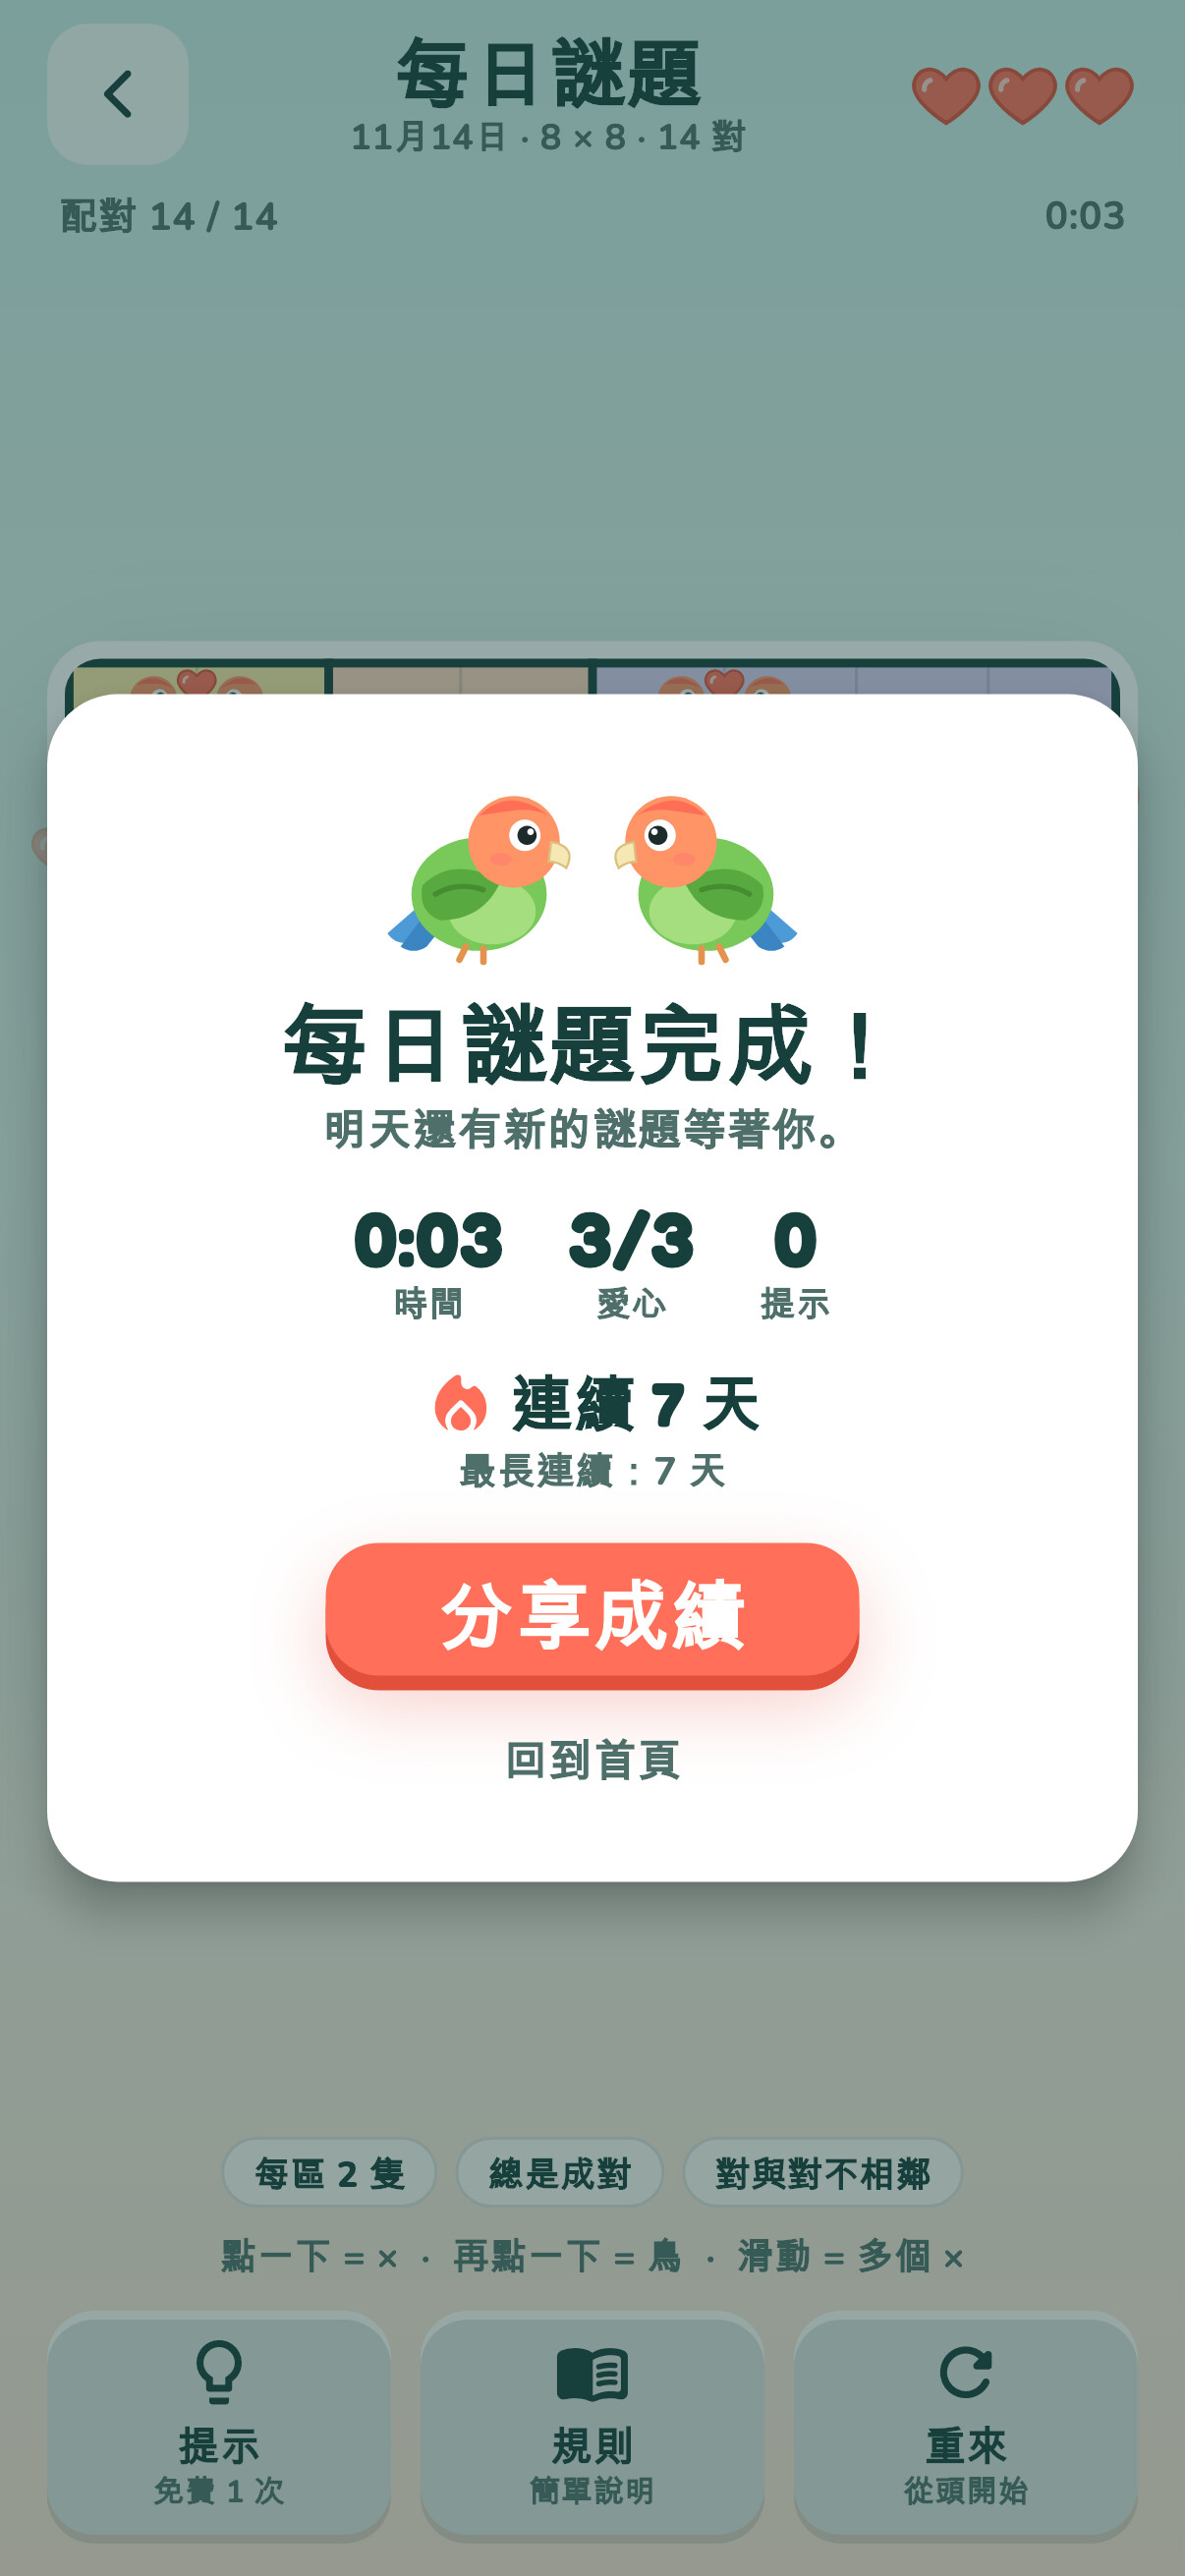 每日謎題
11月14日 · 8 × 8 · 14 對
配對 14 / 14
0:03
每日謎題完成！
明天還有新的謎題等著你。
0:03 3/3 0
時間 愛心 提示
連續 7 天
最長連續：7 天
分享成績
回到首頁
每區 2 隻 總是成對 對與對不相鄰
點一下 = × · 再點一下 = 鳥 · 滑動 = 多個 ×
提示 規則 重來
免費 1 次 簡單說明 從頭開始